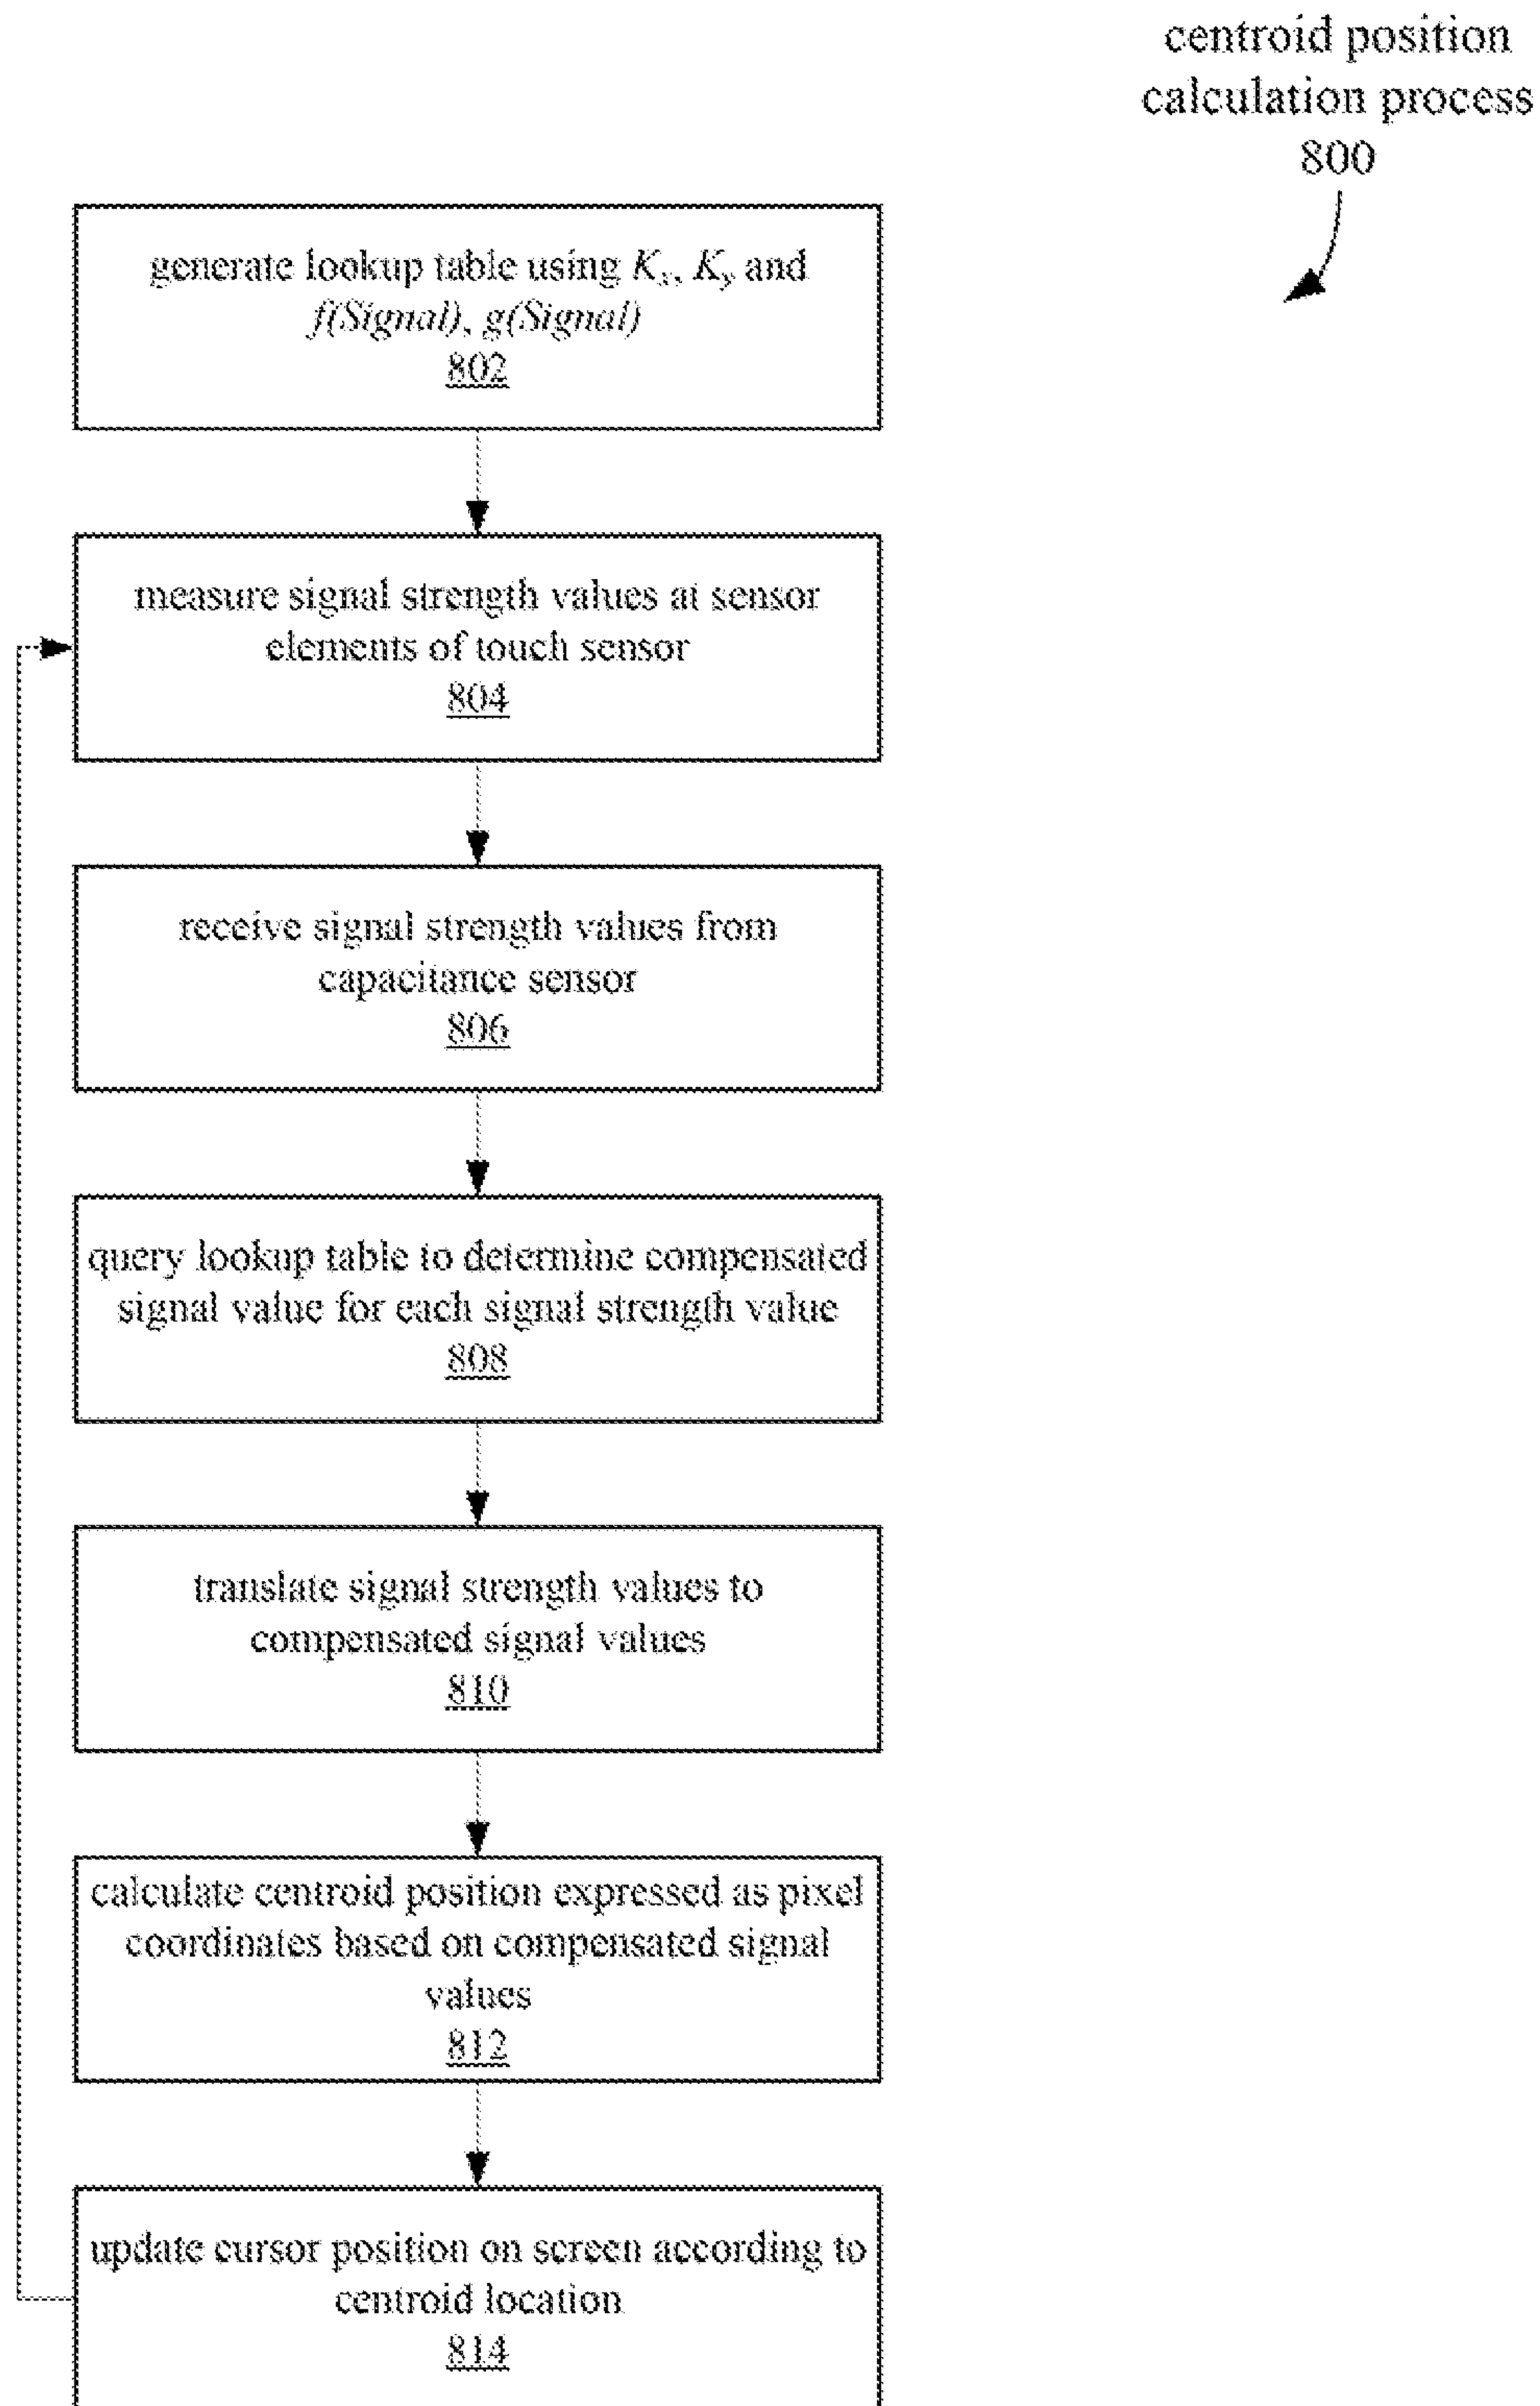 centroid position
calculation process
800
generate lookup table using Kx, Ky and
f(Signal), g(Signal)
802
measure signal strength values at sensor
elements of touch sensor
804
receive signal strength values from
capacitance sensor
806
query lookup table to determine compensated
signal value for each signal strength value
808
translate signal strength values to
compensated signal values
810
calculate centroid position expressed as pixel
coordinates based on compensated signal
values
812
update cursor position on screen according to
centroid location
814